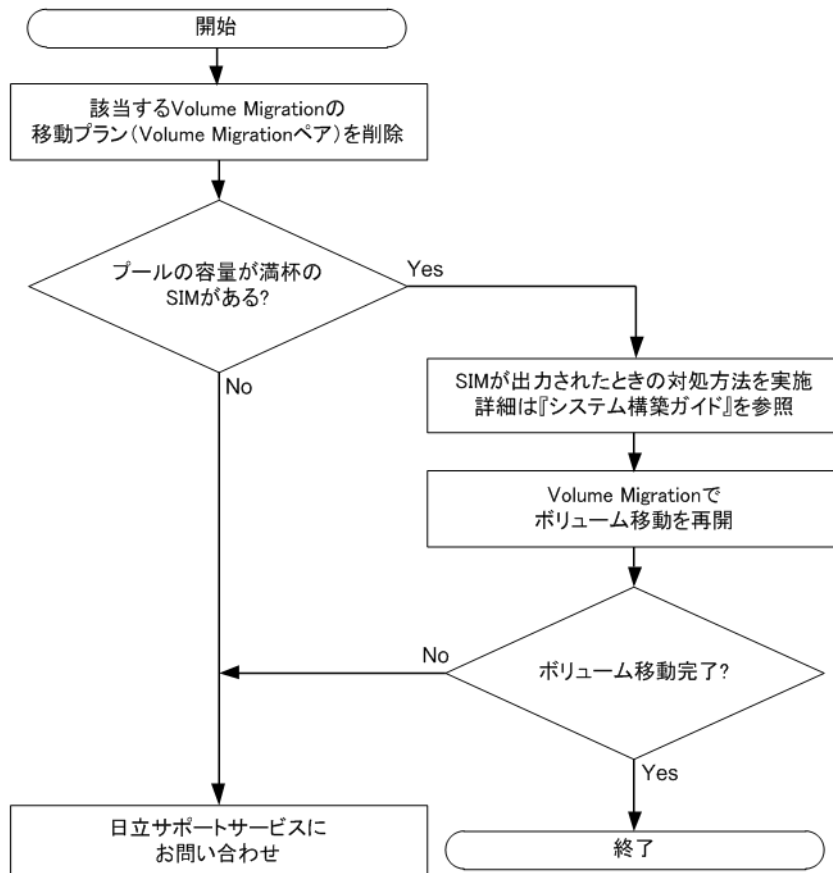 開始
該当するVolume Migrationの
移動プラン(Volume Migrationペア)を削除
プールの容量が満杯の
SIMがある?
Yes
No
SIMが出力されたときの対処方法を実施
詳細は『システム構築ガイド』を参照
Volume Migrationで
ボリューム移動を再開
No
ボリューム移動完了?
Yes
日立サポートサービスに
お問い合わせ
終了